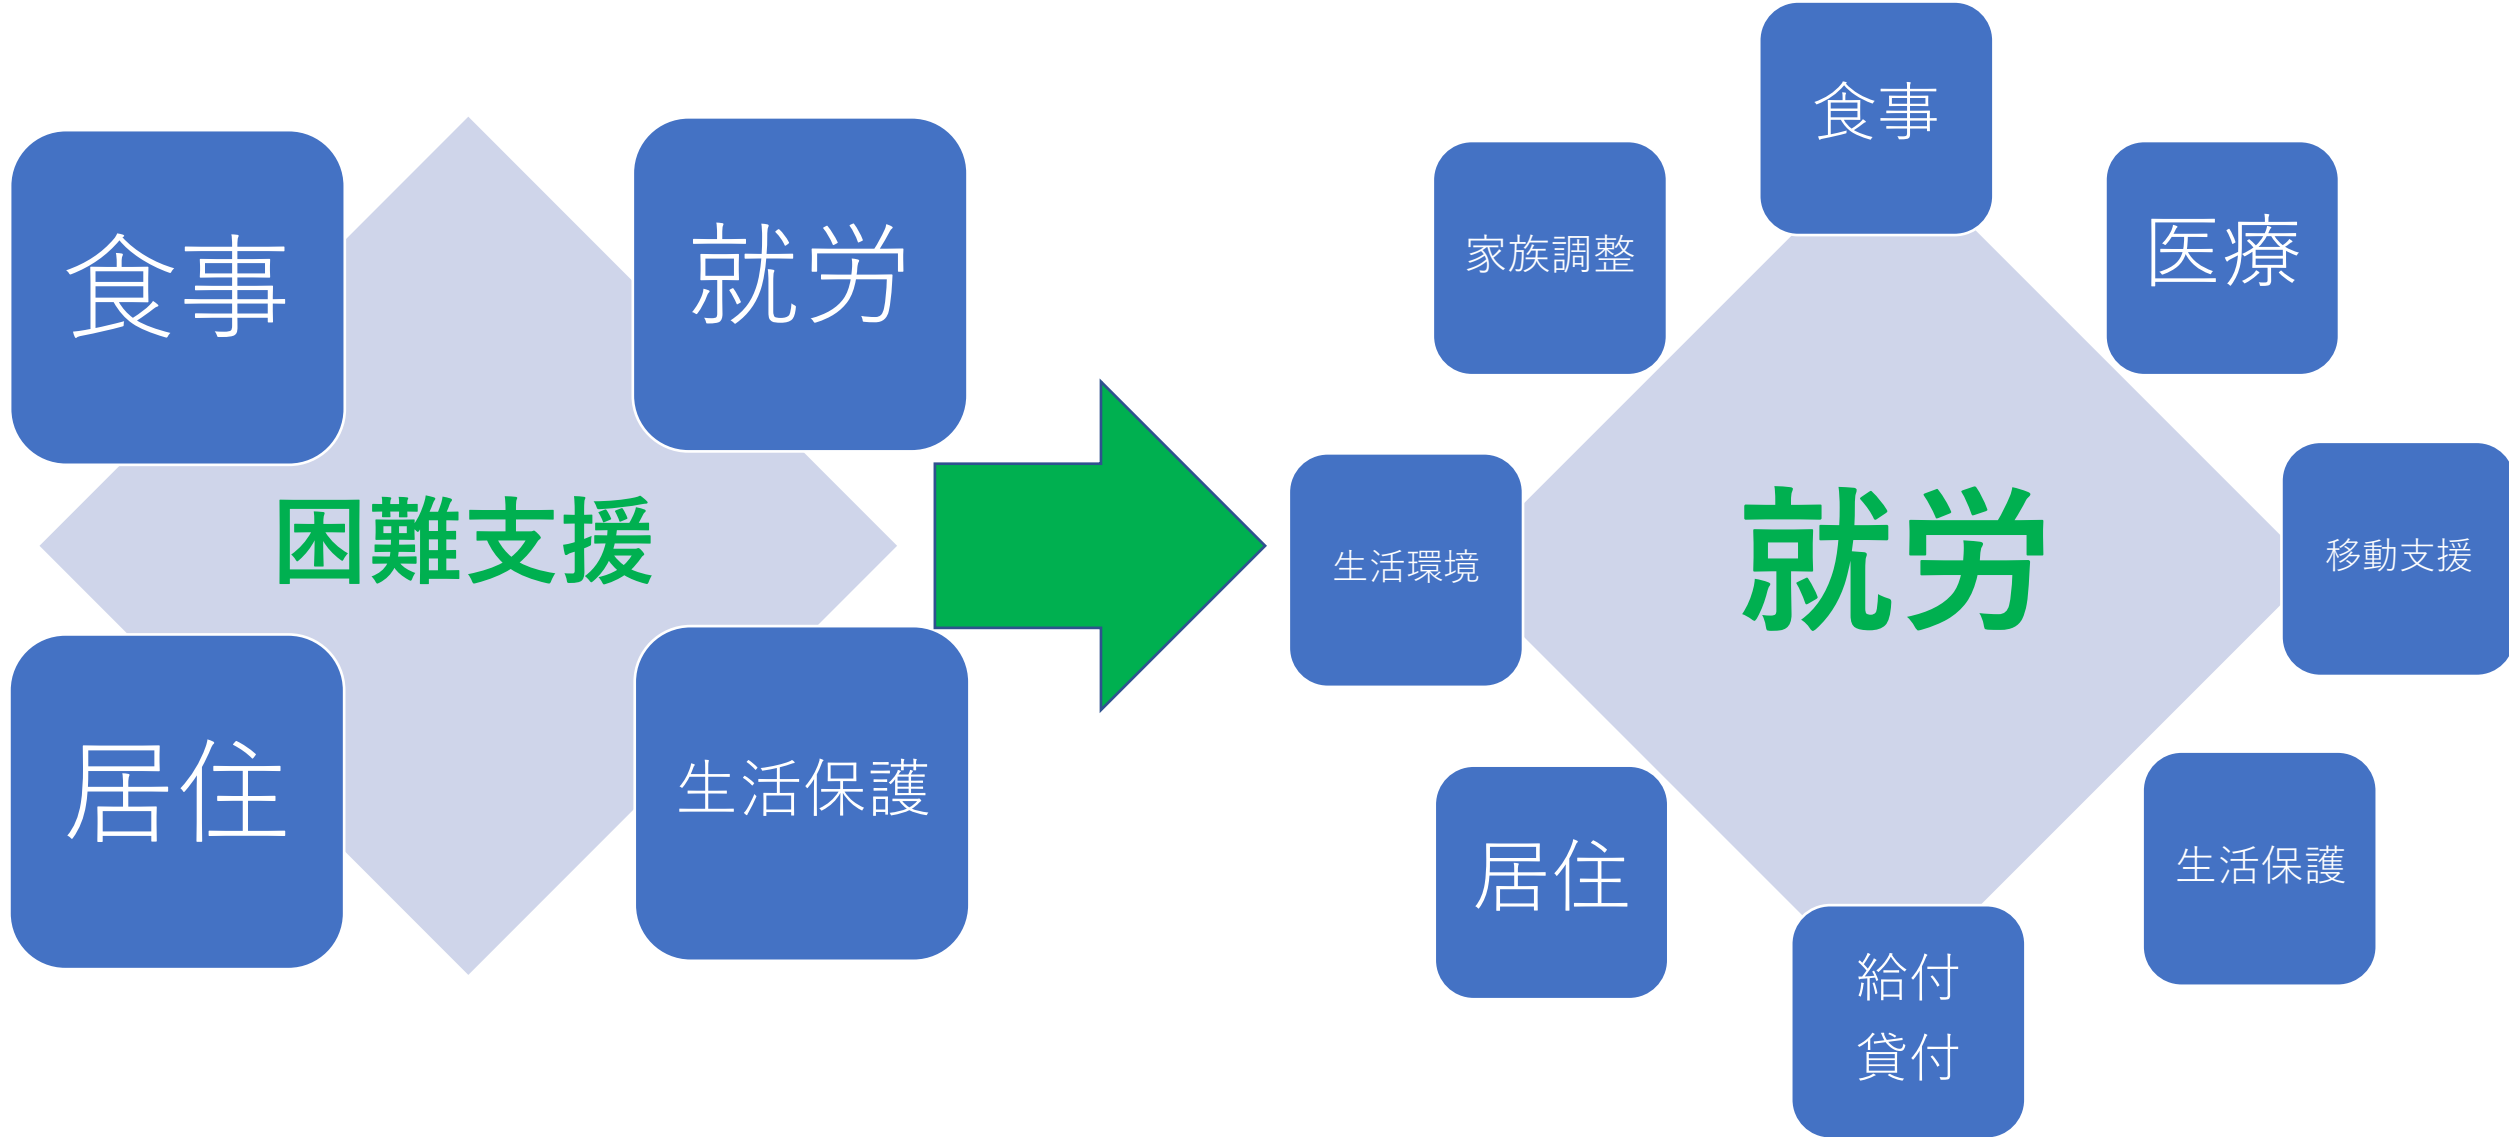 食事
就労
困難支援
居住
生活保護
食事
家族調整
医療
生活環境
就労
移動支援
居住
生活保護
給付
貸付